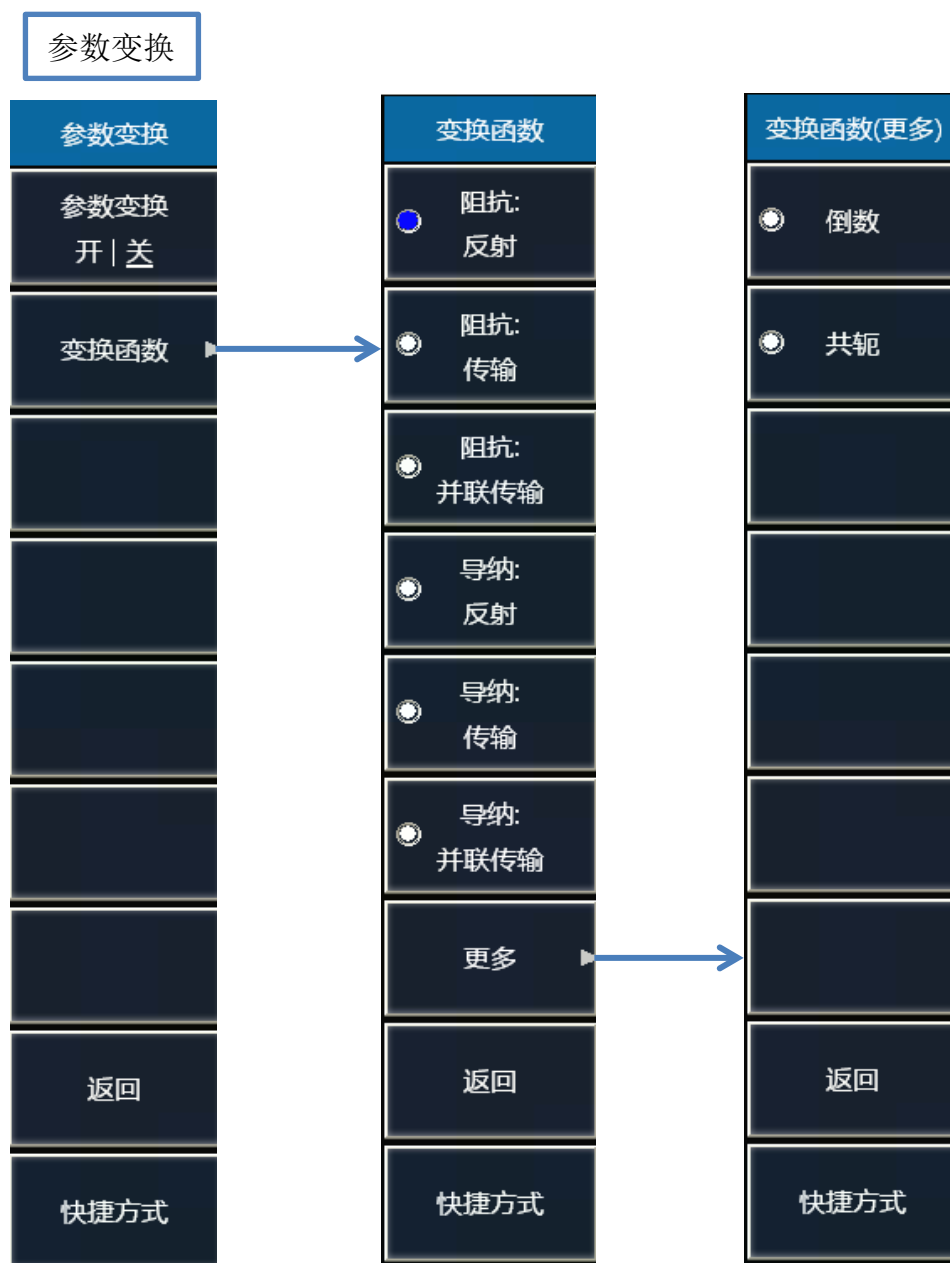 参数变换
参数变换
参数变换
开 | 关
变换函数
返回
快捷方式
变换函数
阻抗:
反射
阻抗:
传输
阻抗:
并联传输
导纳:
反射
导纳:
传输
导纳:
并联传输
更多
返回
快捷方式
变换函数(更多)
倒数
共轭
返回
快捷方式